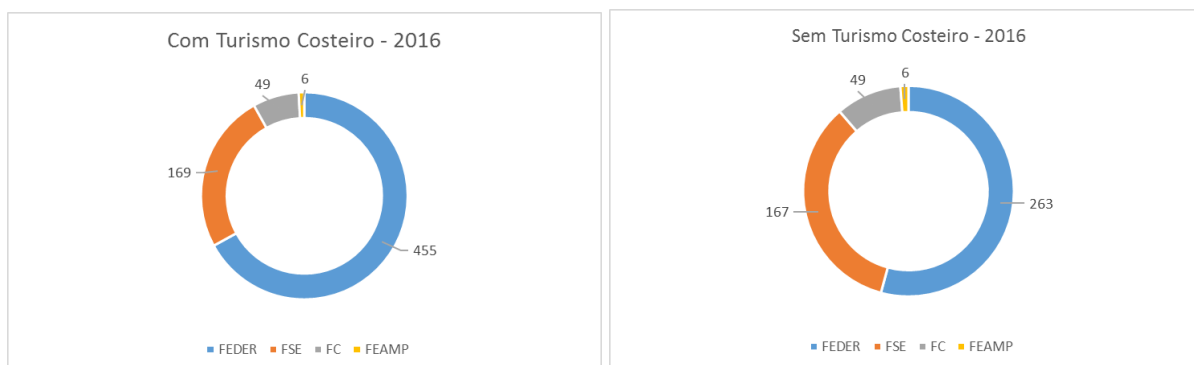 Com Turismo Costeiro - 2016
49
6
169
455
FEDER FSE FC FEAMP
Sem Turismo Costeiro - 2016
49
6
167
263
FEDER FSE FC FEAMP